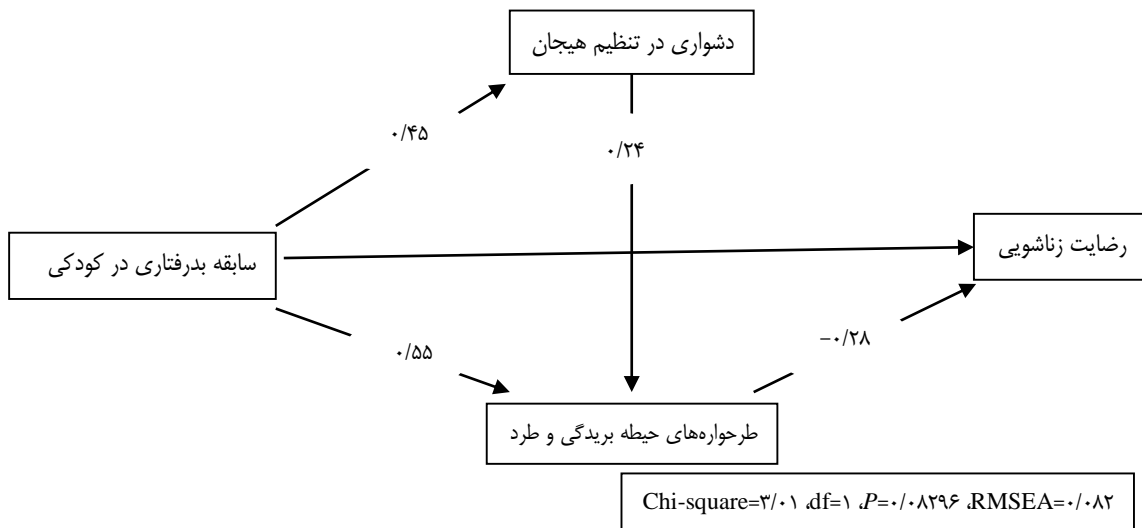 دشواری در تنظیم هیجان
۰/۴۵
۰/۲۴
رضایت زناشویی
سابقه بدرفتاری در کودکی
۰/۵۵
-۰/۲۸
طرحواره‌های حیطه بریدگی و طرد
Chi-square=۳/۰۱ ،df=۱ ،P=۰/۰۸۲۹۶ ،RMSEA=۰/۰۸۲